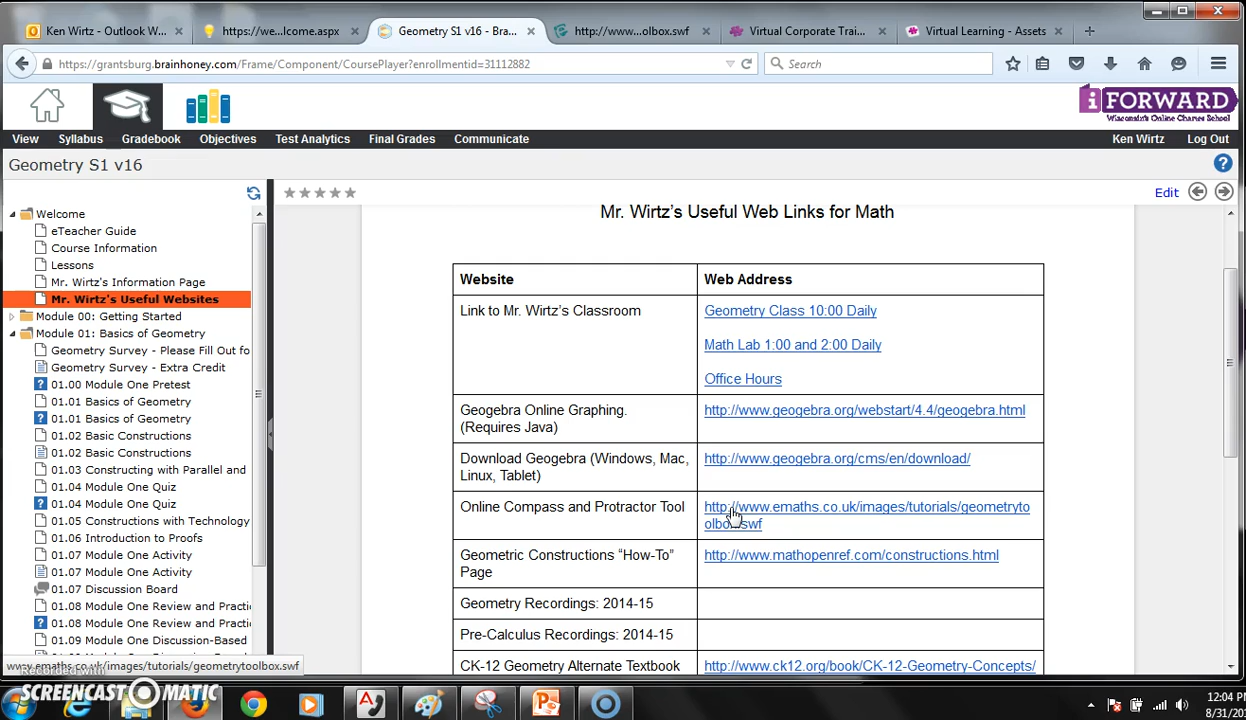 Ken Wirtz - Outlook W...
https://we...lcome.aspx
Geometry S1 v16 - Bra...
http://www...olbox.swf
Virtual Corporate Trai...
Virtual Learning - Assets
https://grantsburg.brainhoney.com/Frame/Component/CoursePlayer?enrollmentid=31112882
Search
iFORWARD
Wisconsin's Online Charter School
View Syllabus Gradebook Objectives Test Analytics Final Grades Communicate
Ken Wirtz Log Out
Geometry S1 v16
Edit
Welcome
eTeacher Guide
Course Information
Lessons
Mr. Wirtz's Information Page
Mr. Wirtz's Useful Websites
Module 00: Getting Started
Module 01: Basics of Geometry
Geometry Survey - Please Fill Out fo
Geometry Survey - Extra Credit
01.00 Module One Pretest
01.01 Basics of Geometry
01.01 Basics of Geometry
01.02 Basic Constructions
01.02 Basic Constructions
01.03 Constructing with Parallel and
01.04 Module One Quiz
01.04 Module One Quiz
01.05 Constructions with Technology
01.06 Introduction to Proofs
01.07 Module One Activity
01.07 Module One Activity
01.07 Discussion Board
01.08 Module One Review and Practi
01.08 Module One Review and Practi
01.09 Module One Discussion-Based
Mr. Wirtz's Useful Web Links for Math
Website Web Address
Link to Mr. Wirtz's Classroom
Geometry Class 10:00 Daily
Math Lab 1:00 and 2:00 Daily
Office Hours
Geogebra Online Graphing.
(Requires Java)
http://www.geogebra.org/webstart/4.4/geogebra.html
Download Geogebra (Windows, Mac,
Linux, Tablet)
http://www.geogebra.org/cms/en/download/
Online Compass and Protractor Tool
http://www.emaths.co.uk/images/tutorials/geometryto
olbox.swf
Geometric Constructions "How-To"
Page
http://www.mathopenref.com/constructions.html
Geometry Recordings: 2014-15
Pre-Calculus Recordings: 2014-15
CK-12 Geometry Alternate Textbook
http://www.ck12.org/book/CK-12-Geometry-Concepts/
www.emaths.co.uk/images/tutorials/geometrytoolbox.swf
Recorded with
SCREENCAST-O-MATIC
12:04 PM
8/31/201